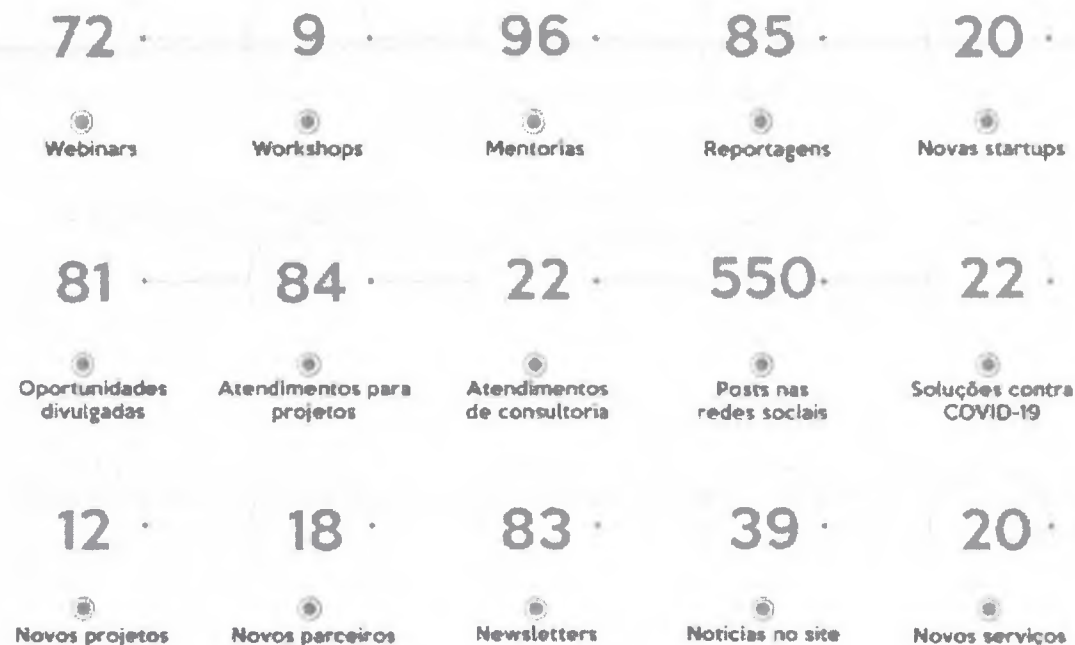 72 9 96 85 20
Webinars Workshops Mentorias Reportagens Novas startups
81 84 22 550 22
Oportunidades Atendimentos para Atendimentos Posts nas Soluções contra
divulgadas projetos de consultoria redes sociais COVID-19
12 18 83 39 20
Novos projetos Novos parceiros Newsletters Notícias no site Novos serviços